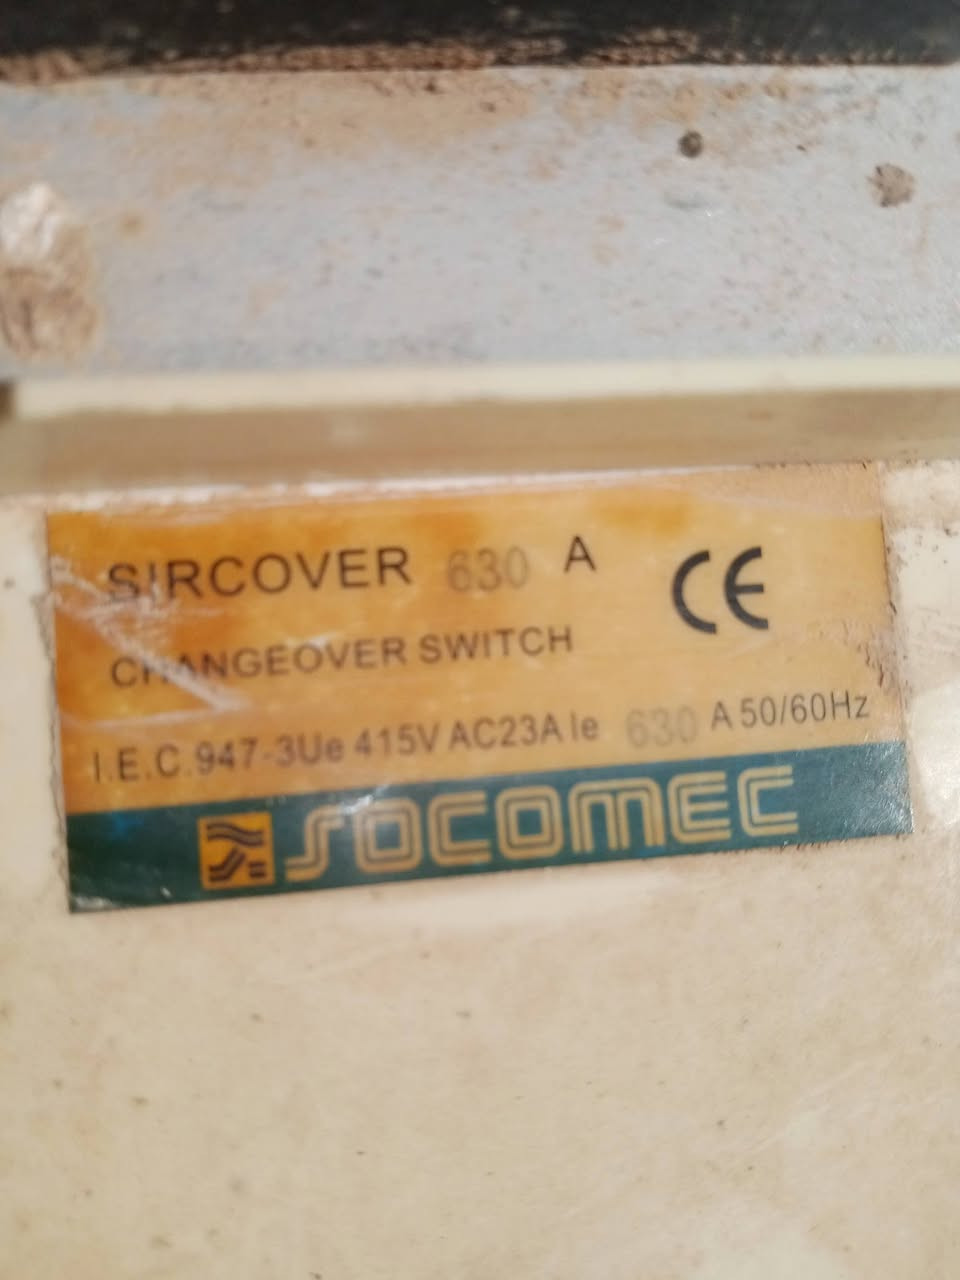 SIRCOVER 630 A
CE
CHANGEOVER SWITCH
I.E.C.947-3Ue 415V AC23A Ie 630 A 50/60Hz
SOCOMEC